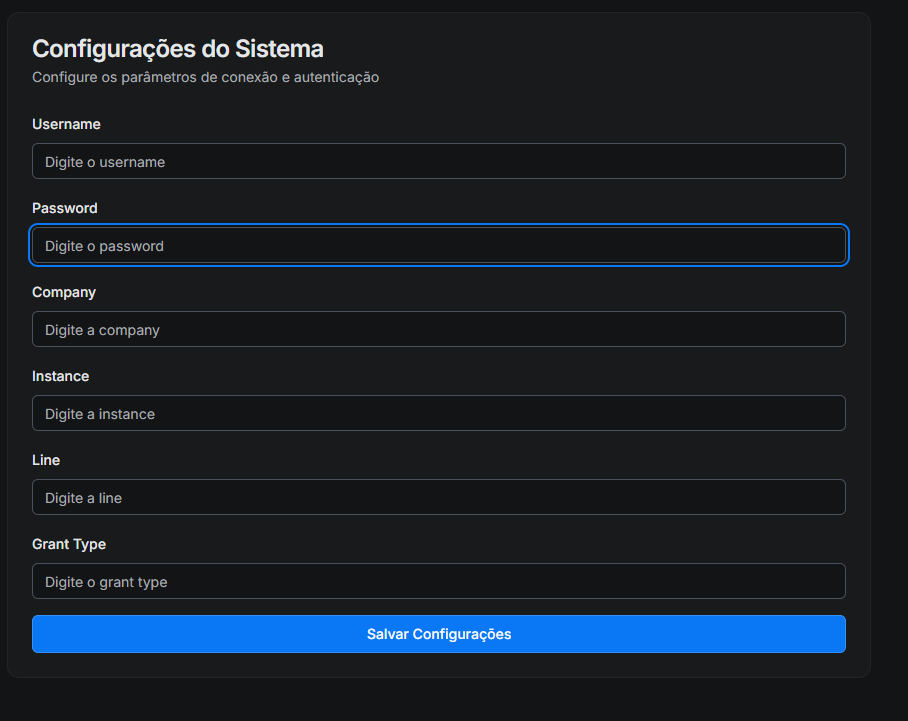 Configurações do Sistema
Configure os parâmetros de conexão e autenticação
Username
Digite o username
Password
Digite o password
Company
Digite a company
Instance
Digite a instance
Line
Digite a line
Grant Type
Digite o grant type
Salvar Configurações